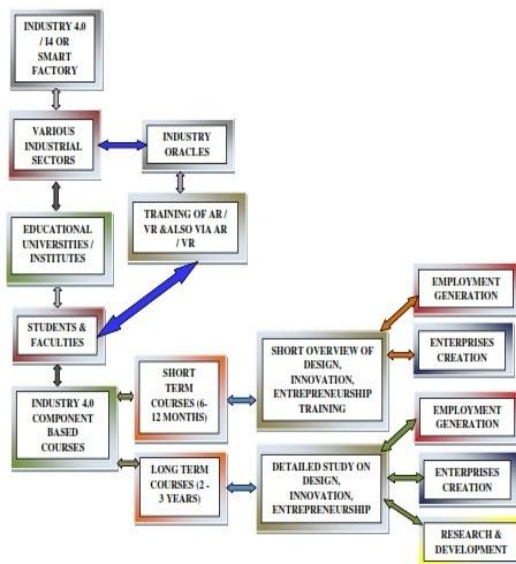 INDUSTRY 4.0
/ I4 OR
SMART
FACTORY
VARIOUS
INDUSTRIAL
SECTORS
INDUSTRY
ORACLES
EDUCATIONAL
UNIVERSITIES /
INSTITUTES
TRAINING OF AR /
VR &ALSO VIA AR
/ VR
STUDENTS &
FACULTIES
INDUSTRY 4.0
COMPONENT
BASED
COURSES
SHORT
TERM
COURSES (6-
12 MONTHS)
SHORT OVERVIEW OF
DESIGN,
INNOVATION,
ENTREPRENEURSHIP
TRAINING
EMPLOYMENT
GENERATION
ENTERPRISES
CREATION
LONG TERM
COURSES (2 -
3 YEARS)
DETAILED STUDY ON
DESIGN,
INNOVATION,
ENTREPRENEURSHIP
EMPLOYMENT
GENERATION
ENTERPRISES
CREATION
RESEARCH &
DEVELOPMENT